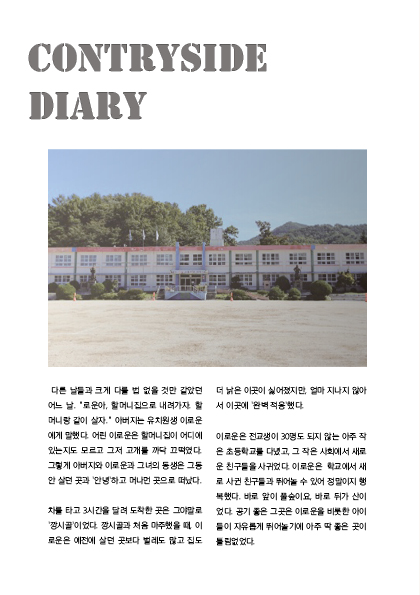 CONTRYSIDE
DIARY
다른 날들과 크게 다를 법 없을 것만 같았던
어느 날. "로운아, 할머니집으로 내려가자. 할
머니랑 같이 살자." 아버지는 유치원생 이로운
에게 말했다. 어린 이로운은 할머니집이 어디에
있는지도 모르고 그저 고개를 까닥 끄떡였다.
그렇게 아버지와 이로운과 그녀의 동생은 그동
안 살던 곳과 '안녕'하고 머나먼 곳으로 떠났다.
차를 타고 3시간을 달려 도착한 곳은 그야말로
'깡시골'이었다. 깡시골과 처음 마주했을 때, 이
로운은 예전에 살던 곳보다 벌레도 많고 집도
더 낡은 이곳이 싫어졌지만, 얼마 지나지 않아
서 이곳에 '완벽 적응'했다.
이로운은 전교생이 30명도 되지 않는 아주 작
은 초등학교를 다녔고, 그 작은 사회에서 새로
운 친구들을 사귀었다. 이로운은 학교에서 새
로 사귄 친구들과 뛰어놀 수 있어 정말이지 행
복했다. 바로 앞이 풀숲이요, 바로 뒤가 산이
었다. 공기 좋은 그곳은 이로운을 비롯한 아이
들이 자유롭게 뛰어놀기에 아주 딱 좋은 곳이
틀림없었다.